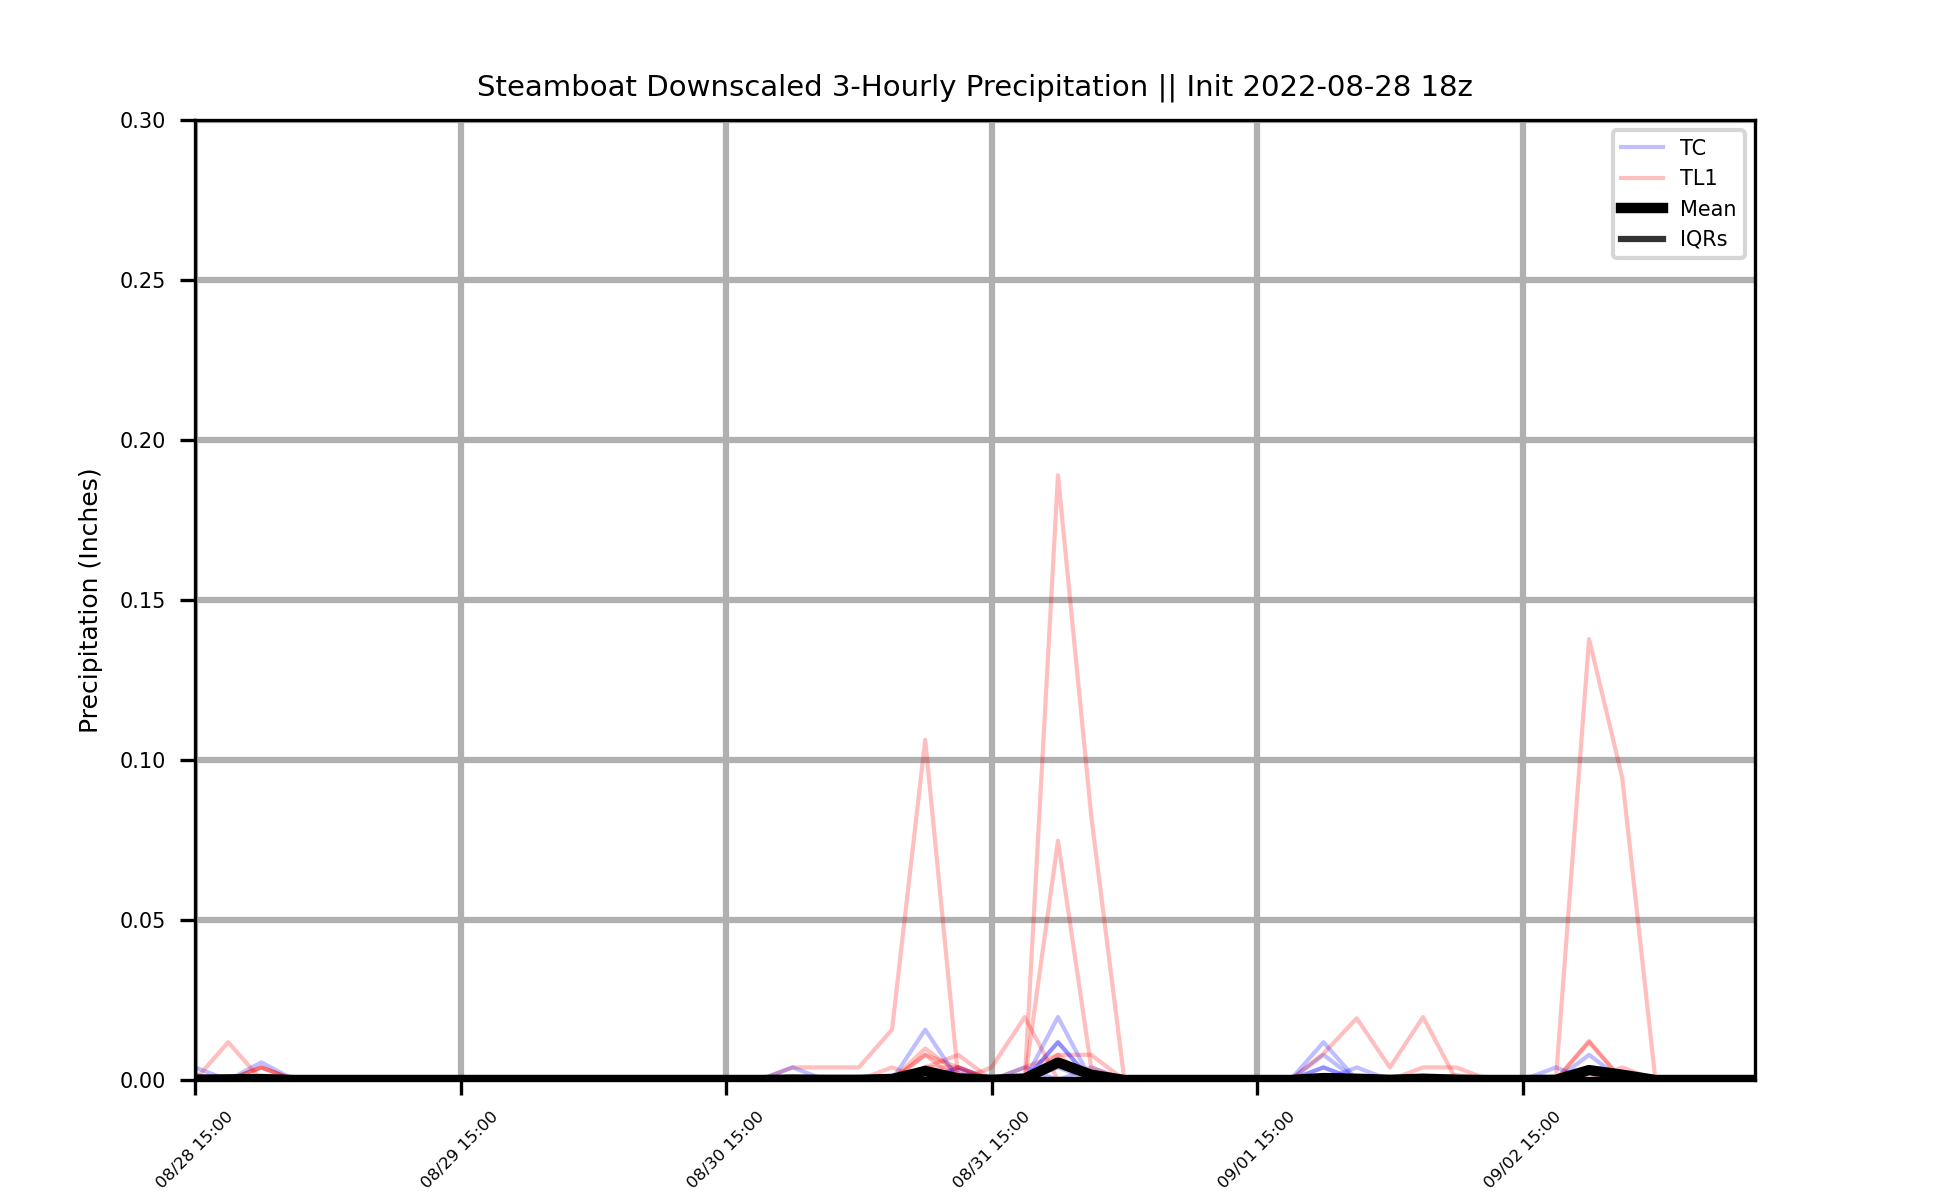 Steamboat Downscaled 3-Hourly Precipitation || Init 2022-08-28 18z
Precipitation (Inches)
0.30
0.25
0.20
0.15
0.10
0.05
0.00
TC
TL1
Mean
IQRs
08/28 15:00
08/29 15:00
08/30 15:00
08/31 15:00
09/01 15:00
09/02 15:00